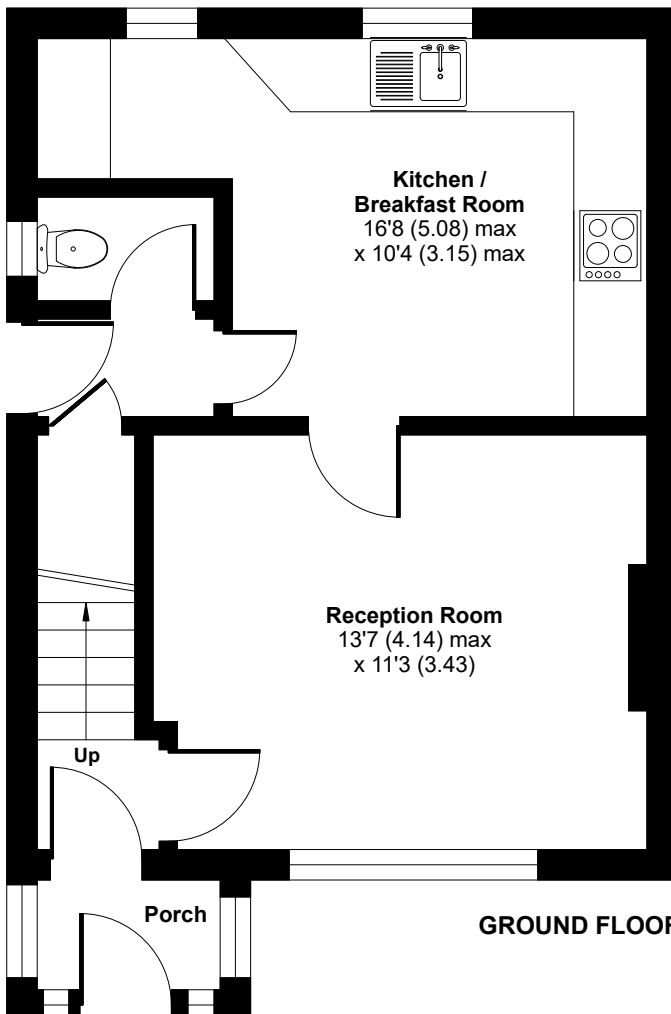 Kitchen /
Breakfast Room
16'8 (5.08) max
x 10'4 (3.15) max
Reception Room
13'7 (4.14) max
x 11'3 (3.43)
Up
Porch
GROUND FLOOR